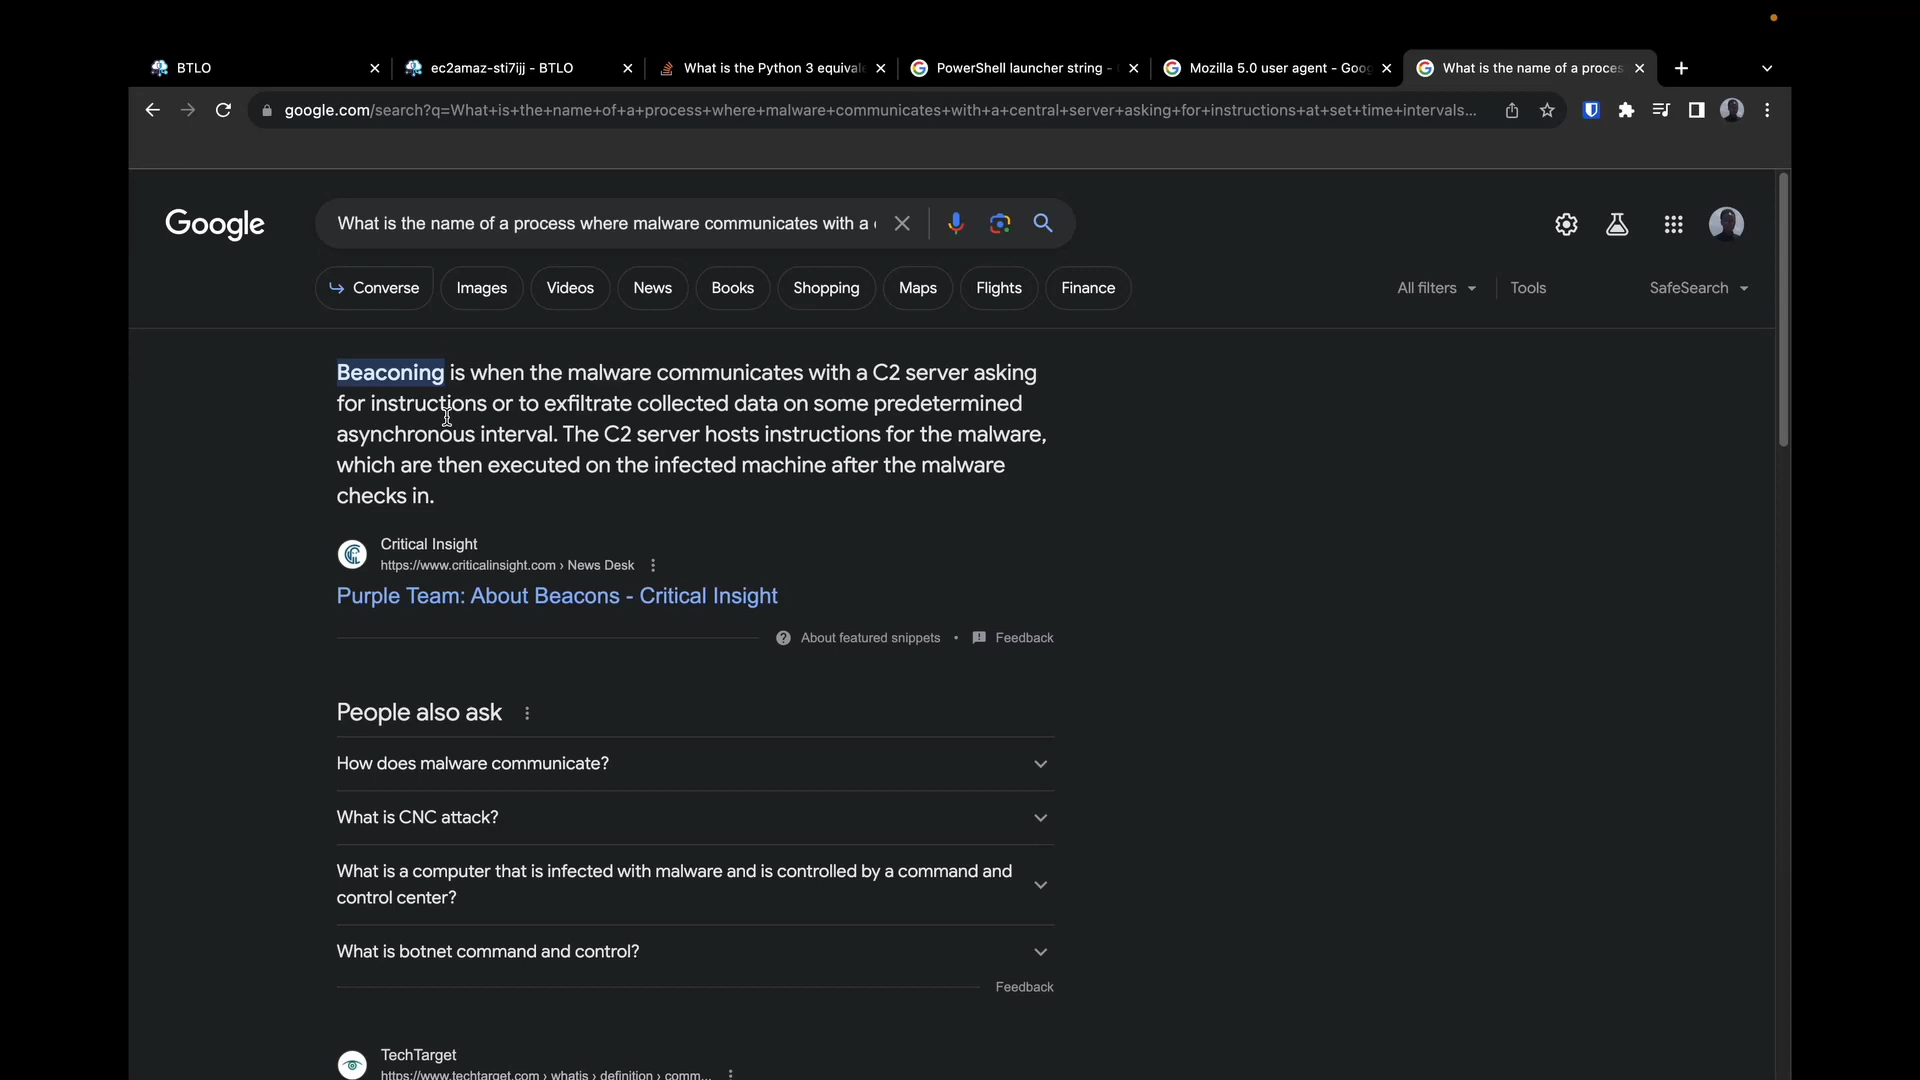 BTLO
ec2amaz-sti7ijj - BTLO
What is the Python 3 equival
PowerShell launcher string -
Mozilla 5.0 user agent - Goo
What is the name of a proces
google.com/search?q=What+is+the+name+of+a+process+where+malware+communicates+with+a+central+server+asking+for+instructions+at+set+time+intervals...
Google
What is the name of a process where malware communicates with a
Converse
Images
Videos
News
Books
Shopping
Maps
Flights
Finance
All filters
Tools
SafeSearch
Beaconing is when the malware communicates with a C2 server asking
for instructions or to exfiltrate collected data on some predetermined
asynchronous interval. The C2 server hosts instructions for the malware,
which are then executed on the infected machine after the malware
checks in.
Critical Insight
https://www.criticalinsight.com › News Desk
Purple Team: About Beacons - Critical Insight
About featured snippets • Feedback
People also ask
How does malware communicate?
What is CNC attack?
What is a computer that is infected with malware and is controlled by a command and
control center?
What is botnet command and control?
Feedback
TechTarget
https://www.techtarget.com › whatis › definition › comm...